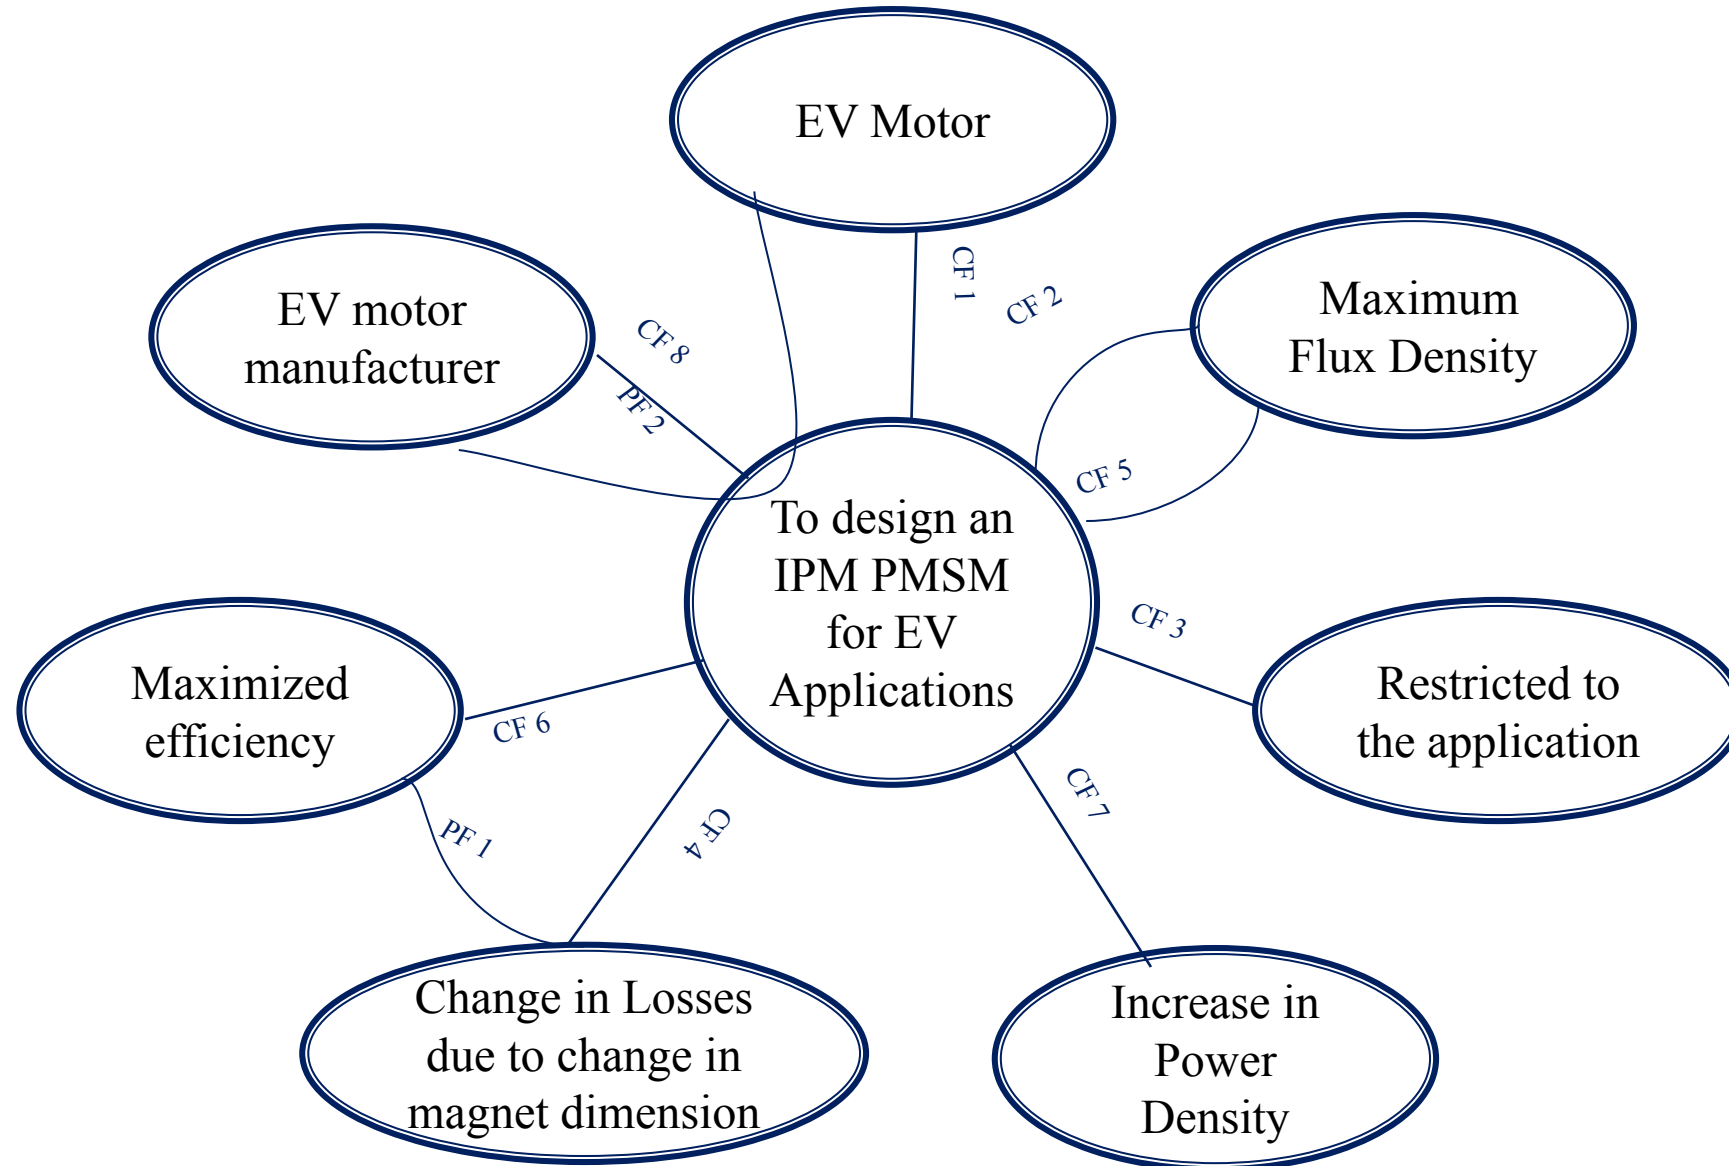 EV Motor
CF 1
CF 2
Maximum
Flux Density
EV motor
manufacturer
CF 8
PF 2
CF 5
To design an
IPM PMSM
for EV
Applications
CF 3
Restricted to
the application
Maximized
efficiency
CF 6
PF 1
CF 4
CF 7
Change in Losses
due to change in
magnet dimension
Increase in
Power
Density